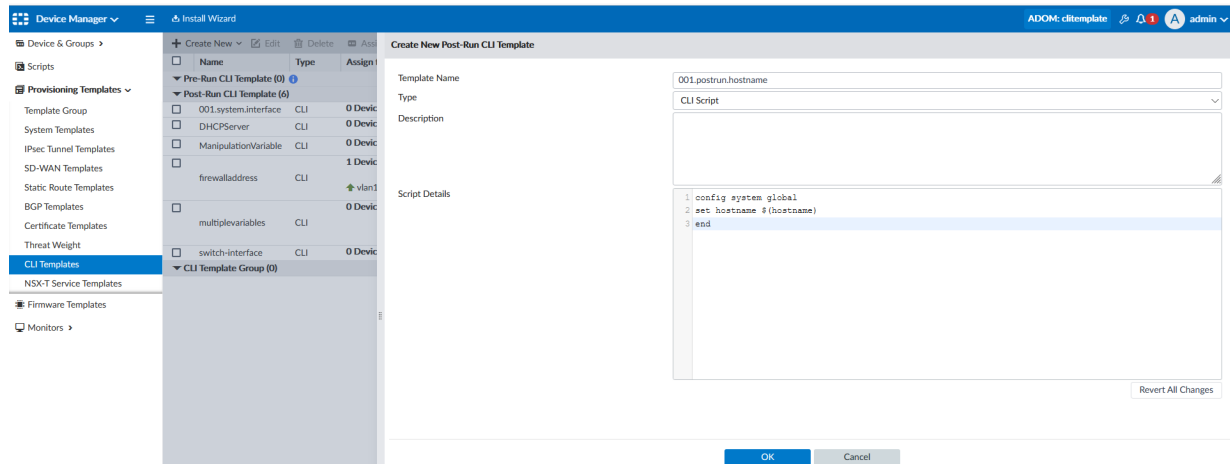 Device Manager
Install Wizard
ADOM: clitemplate
1
A
admin
Device & Groups
Scripts
Provisioning Templates
Template Group
System Templates
IPsec Tunnel Templates
SD-WAN Templates
Static Route Templates
BGP Templates
Certificate Templates
Threat Weight
CLI Templates
NSX-T Service Templates
Firmware Templates
Monitors
Create New Edit Delete Assi
Name Type Assign
Pre-Run CLI Template (0)
Post-Run CLI Template (6)
001.system.interface CLI 0 Devic
DHCPServer CLI 0 Devic
ManipulationVariable CLI 0 Devic
firewalladdress CLI 1 Devic
vlan1
multiplevariables CLI 0 Devic
switch-interface CLI 0 Devic
CLI Template Group (0)
Create New Post-Run CLI Template
Template Name 001.postrun.hostname
Type CLI Script
Description
Script Details
1 config system global
2 set hostname $(hostname)
3 end
Revert All Changes
OK Cancel